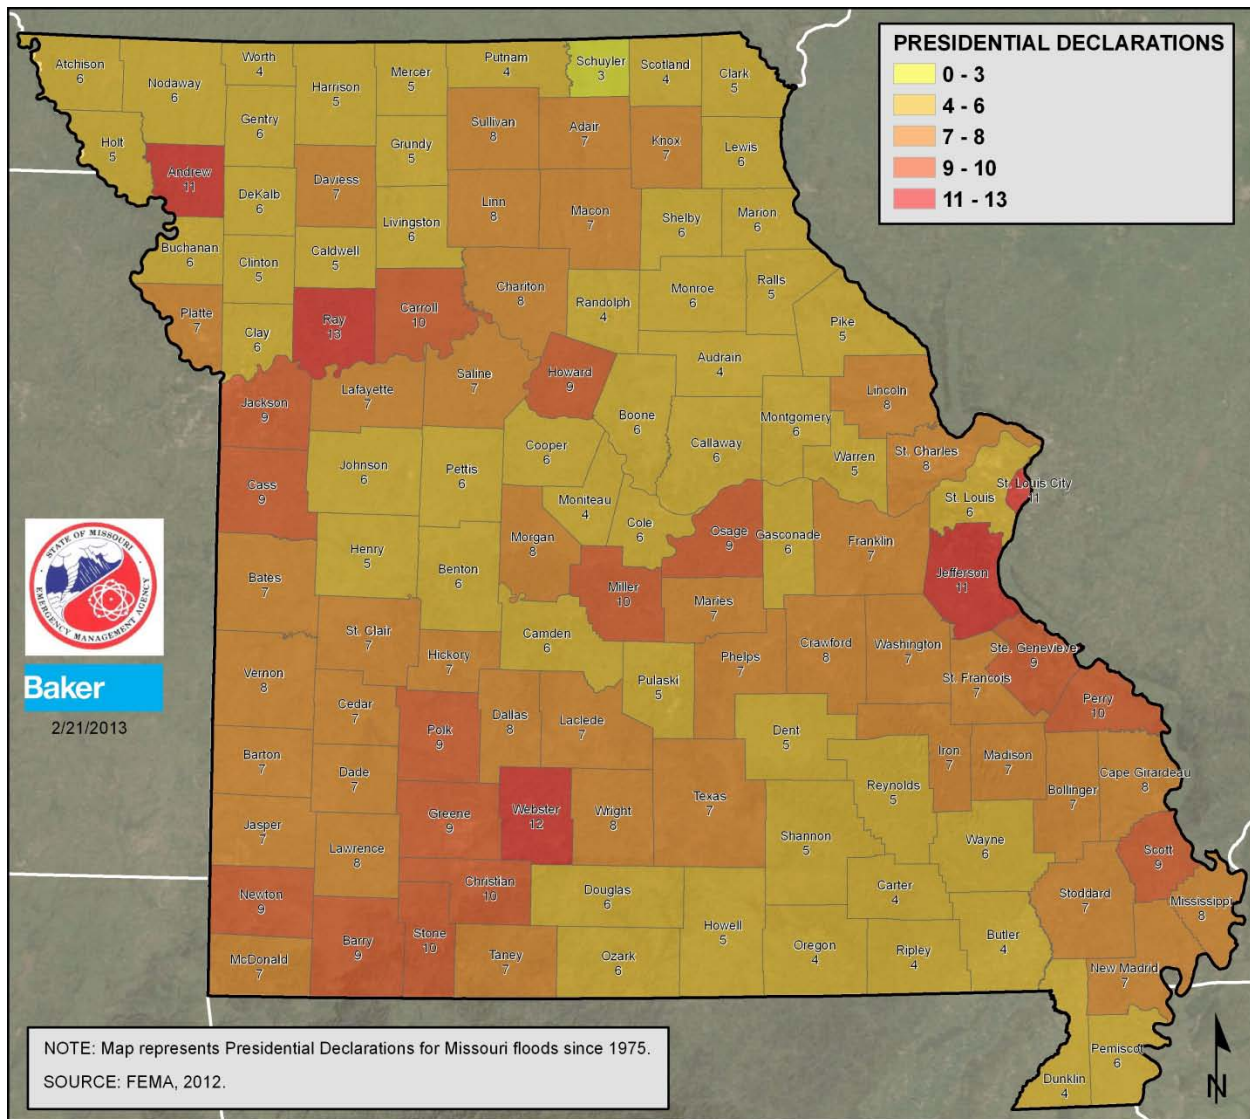 PRESIDENTIAL DECLARATIONS
0 - 3
4 - 6
7 - 8
9 - 10
11 - 13
Atchison
6
Nodaway
6
Worth
4
Harrison
5
Mercer
5
Putnam
4
Schuyler
3
Scotland
4
Clark
5
Holt
5
Andrew
11
Gentry
6
DeKalb
6
Daviess
7
Grundy
5
Sullivan
8
Adair
7
Knox
7
Lewis
6
Buchanan
6
Clinton
5
Caldwell
5
Livingston
6
Linn
8
Macon
7
Shelby
6
Marion
6
Platte
7
Clay
6
Ray
13
Carroll
10
Chariton
8
Randolph
4
Monroe
6
Ralls
5
Pike
5
Jackson
9
Lafayette
7
Saline
7
Howard
9
Boone
6
Audrain
4
Callaway
6
Montgomery
6
Lincoln
8
Warren
5
St. Charles
8
St. Louis
6
St. Louis City
11
Cass
9
Johnson
6
Pettis
6
Cooper
6
Moniteau
4
Cole
6
Osage
9
Gasconade
6
Franklin
7
Jefferson
11
Bates
7
Henry
5
Benton
6
Morgan
8
Miller
10
Maries
7
STATE OF MISSOURI
EMERGENCY MANAGEMENT AGENCY
Baker
2/21/2013
Vernon
8
St. Clair
7
Hickory
7
Camden
6
Pulaski
5
Phelps
7
Crawford
8
Washington
7
St. Francois
7
Ste. Genevieve
9
Perry
10
Cedar
7
Polk
9
Dallas
8
Laclede
7
Dent
5
Iron
7
Madison
7
Bollinger
7
Cape Girardeau
8
Barton
7
Dade
7
Greene
9
Webster
12
Wright
8
Texas
7
Reynolds
5
Jasper
7
Lawrence
8
Christian
10
Douglas
6
Shannon
5
Wayne
6
Scott
9
Newton
9
Barry
9
Stone
10
Taney
7
Ozark
6
Howell
5
Carter
4
Stoddard
7
Mississippi
8
McDonald
7
Oregon
4
Ripley
4
Butler
4
New Madrid
7
Dunklin
4
Pemiscot
6
NOTE: Map represents Presidential Declarations for Missouri floods since 1975.
SOURCE: FEMA, 2012.
N